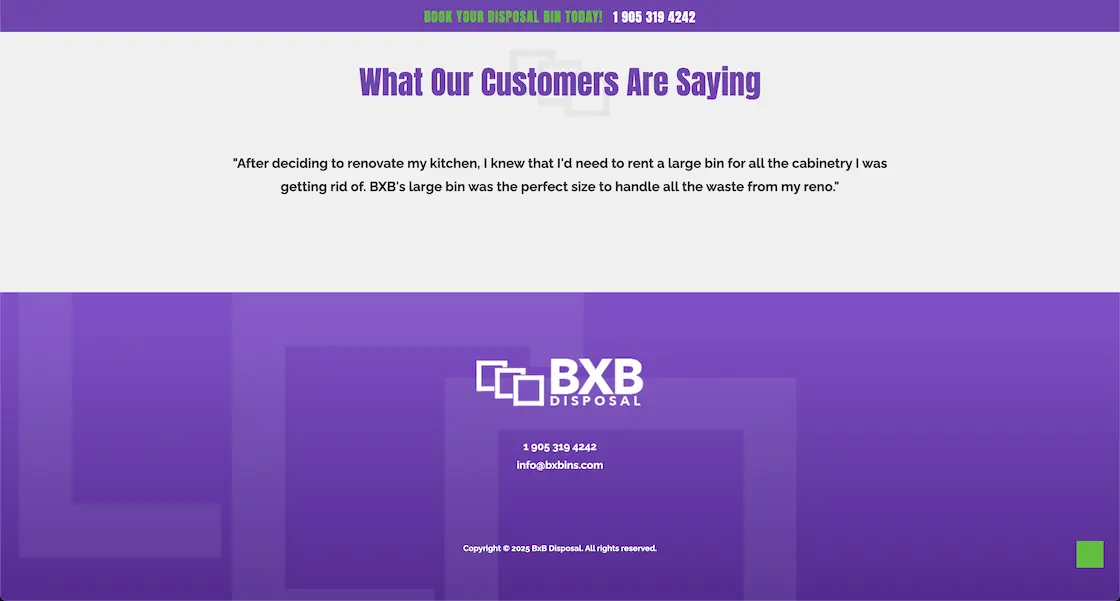 BOOK YOUR DISPOSAL BIN TODAY! 1 905 319 4242
What Our Customers Are Saying
"After deciding to renovate my kitchen, I knew that I'd need to rent a large bin for all the cabinetry I was
getting rid of. BXB's large bin was the perfect size to handle all the waste from my reno."
BXB
DISPOSAL
1 905 319 4242
info@bxbins.com
Copyright © 2025 BxB Disposal. All rights reserved.